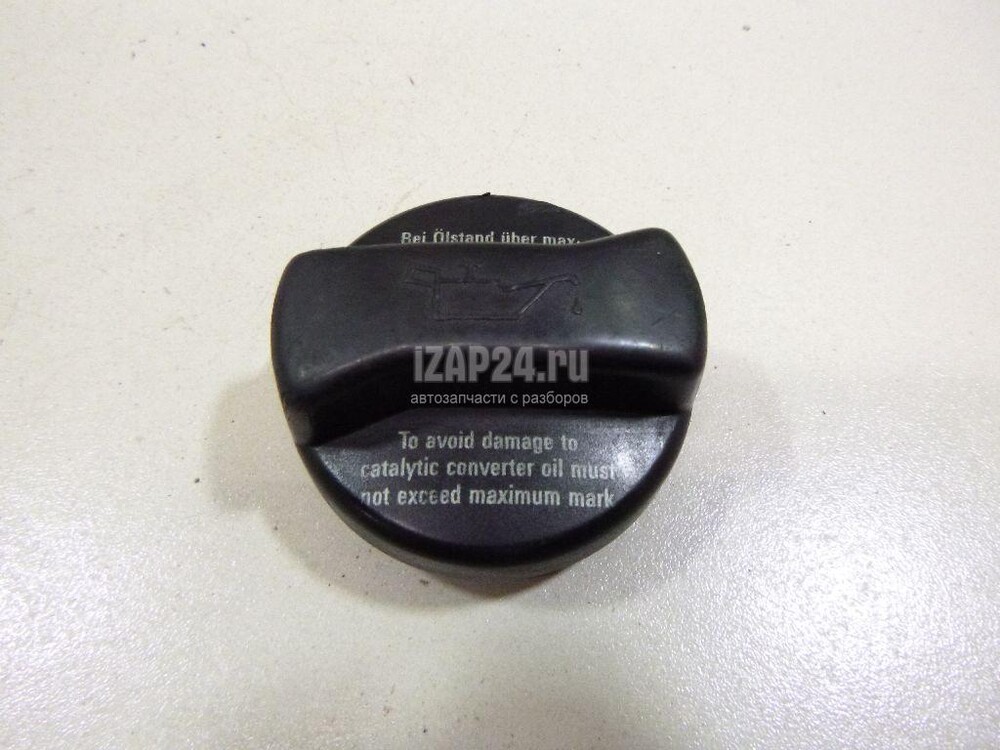 Bei Ölstand über max.
iZAP24.ru
автозапчасти с разборов
To avoid damage to
catalytic converter oil must
not exceed maximum mark